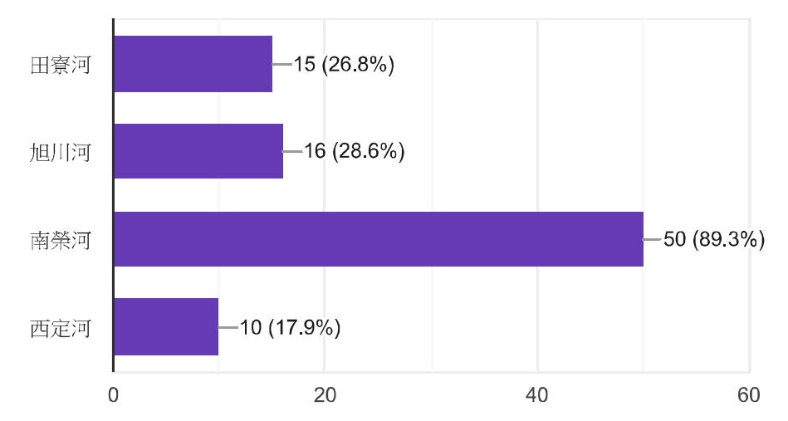 田寮河 15 (26.8%)
旭川河 16 (28.6%)
南榮河 50 (89.3%)
西定河 10 (17.9%)
0 20 40 60